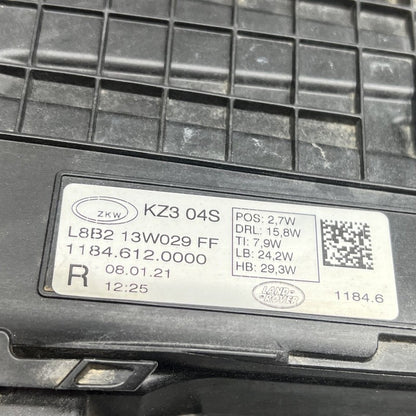 ZKW
KZ3 04S
L8B2 13W029 FF
1184.612.0000
R
08.01.21
12:25
POS: 2,7W
DRL: 15,8W
TI: 7,9W
LB: 24,2W
HB: 29,3W
LAND
ROVER
1184.6